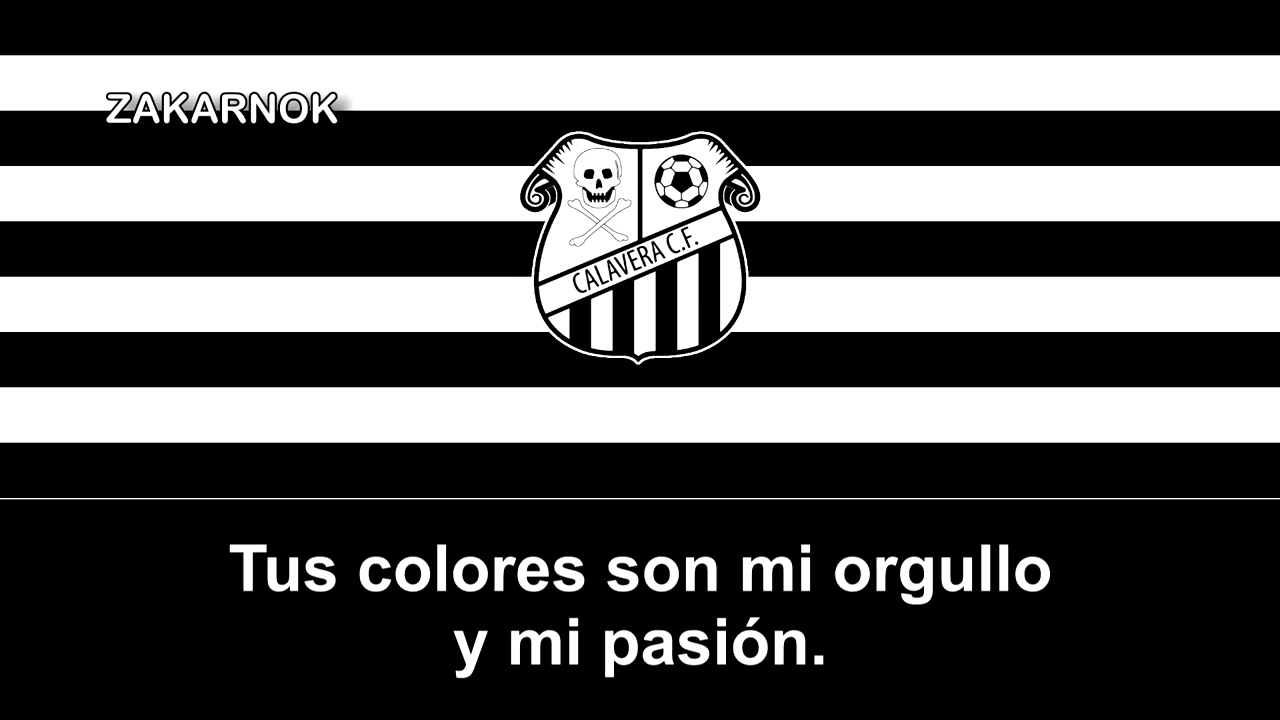 ZAKARNOK
CALAVERA C.F.
Tus colores son mi orgullo
y mi pasión.